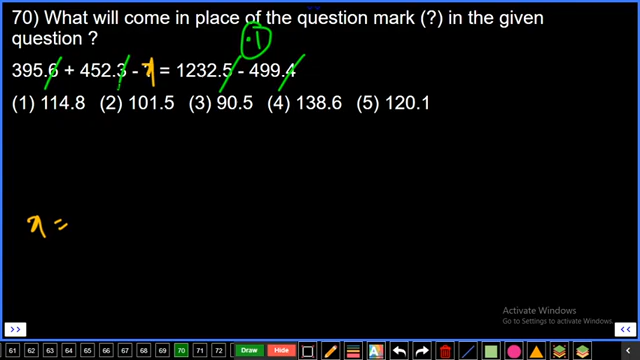 70) What will come in place of the question mark (?) in the given
question ?
.1
395.6 + 452.3 - x = 1232.5 - 499.4
(1) 114.8 (2) 101.5 (3) 90.5 (4) 138.6 (5) 120.1
x =
Activate Windows
Go to Settings to activate Windows.
>> <<
61 62 63 64 65 66 67 68 69 70 71 72 Draw Hide